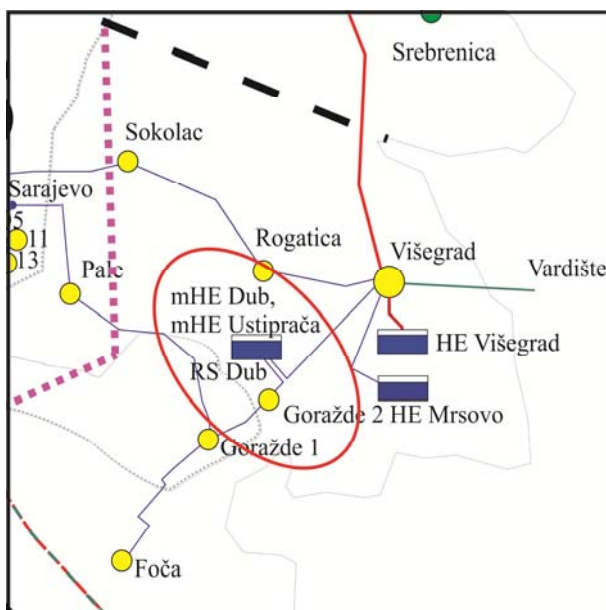 Srebrenica
Sokolac
Sarajevo
5
11
13
Pale
Rogatica
Višegrad
Vardište
mHE Dub,
mHE Ustiprača
RS Dub
HE Višegrad
Goražde 2 HE Mrsovo
Goražde 1
Foča